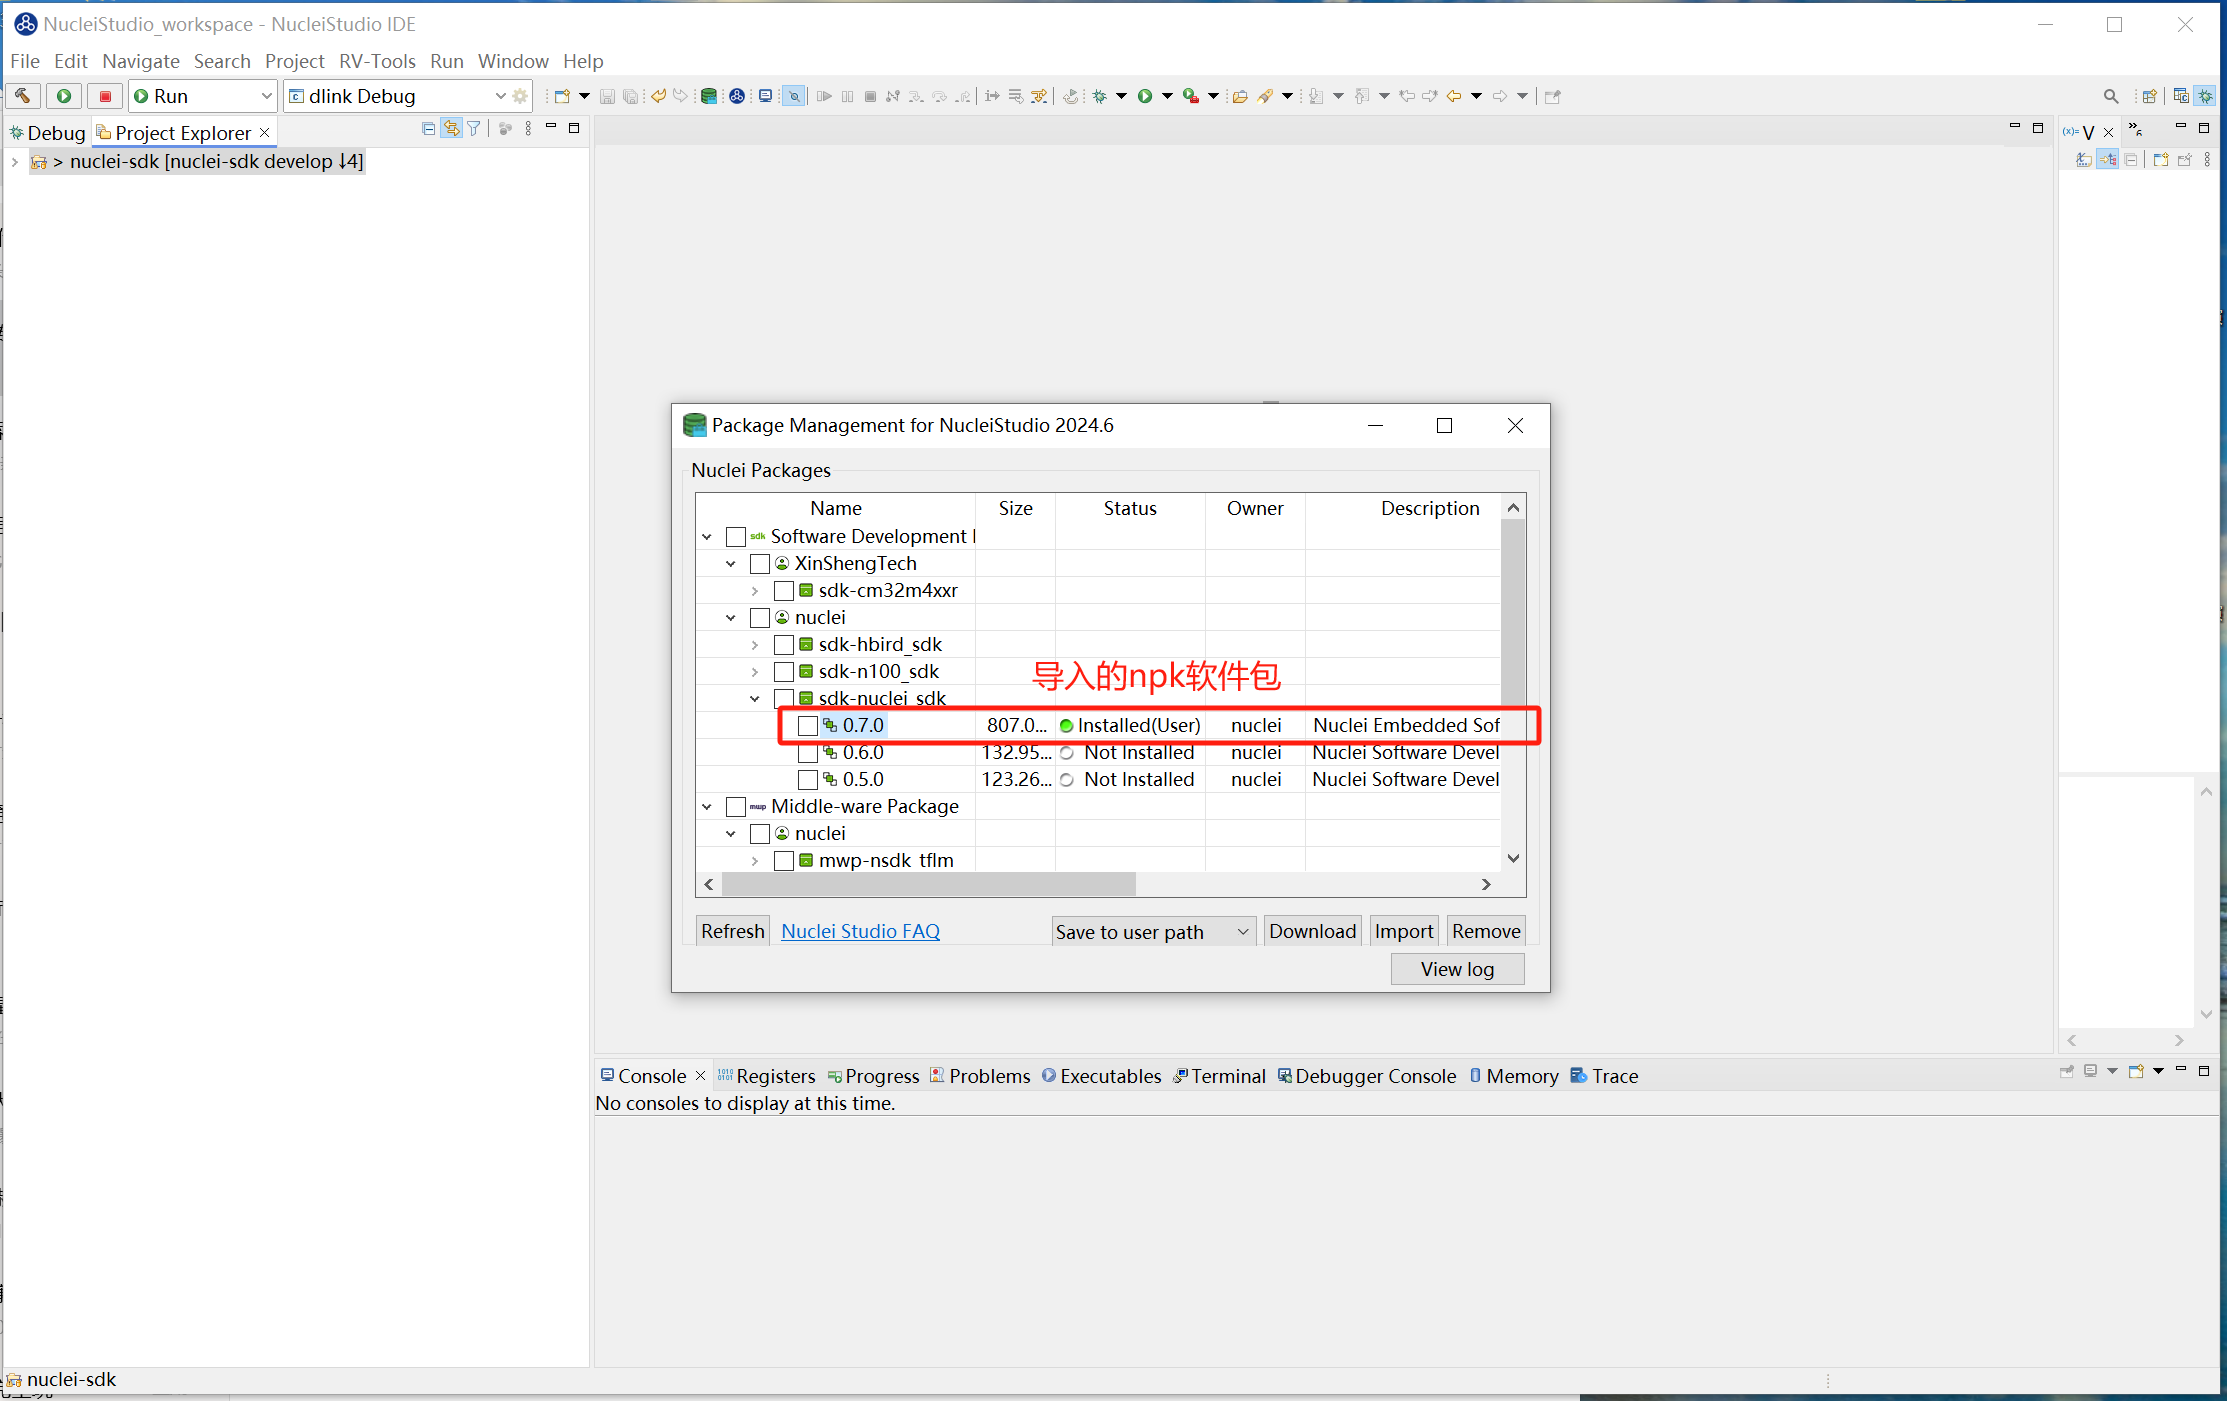 NucleiStudio_workspace - NucleiStudio IDE
File Edit Navigate Search Project RV-Tools Run Window Help
Run dlink Debug
Debug Project Explorer
> nuclei-sdk [nuclei-sdk develop ↓4]
(x)= V
»6
Package Management for NucleiStudio 2024.6
Nuclei Packages
Name Size Status Owner Description
sdk Software Development
XinShengTech
sdk-cm32m4xxr
nuclei
sdk-hbird_sdk
sdk-n100_sdk
导入的npk软件包
sdk-nuclei_sdk
0.7.0 807.0... Installed(User) nuclei Nuclei Embedded Sof
0.6.0 132.95... Not Installed nuclei Nuclei Software Devel
0.5.0 123.26... Not Installed nuclei Nuclei Software Devel
mwp Middle-ware Package
nuclei
mwp-nsdk_tflm
Refresh Nuclei Studio FAQ Save to user path Download Import Remove
View log
Console Registers Progress Problems Executables Terminal Debugger Console Memory Trace
No consoles to display at this time.
nuclei-sdk